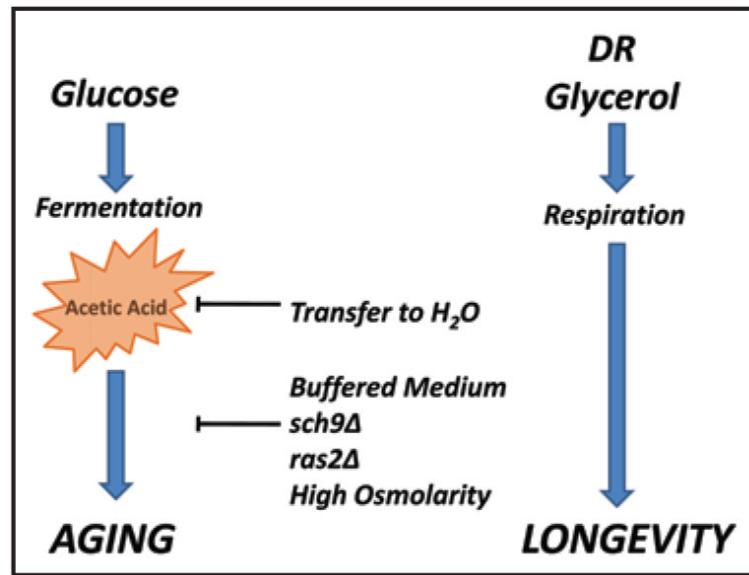 Glucose
Fermentation
Acetic Acid
AGING
Transfer to H₂O
Buffered Medium
sch9Δ
ras2Δ
High Osmolarity
DR
Glycerol
Respiration
LONGEVITY